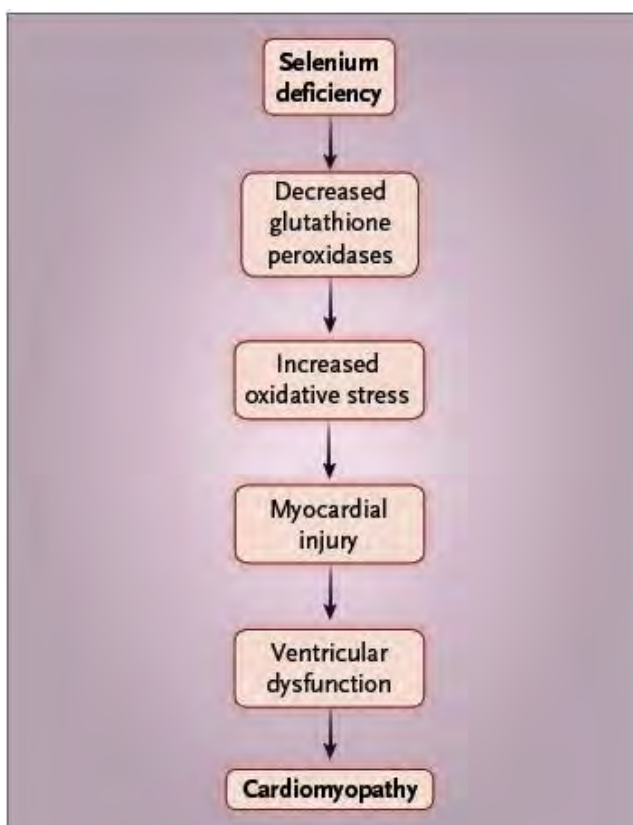 Selenium
deficiency
Decreased
glutathione
peroxidases
Increased
oxidative stress
Myocardial
injury
Ventricular
dysfunction
Cardiomyopathy